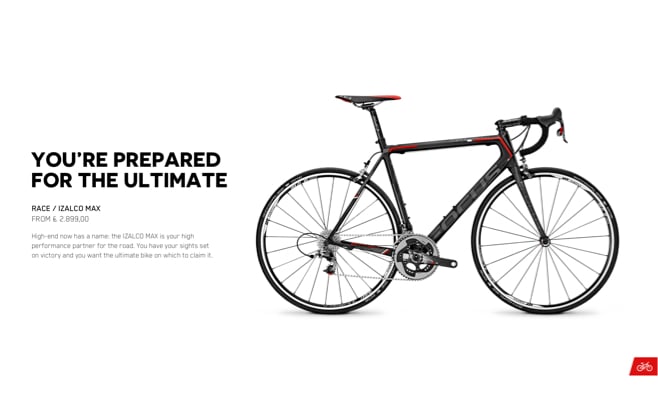 YOU'RE PREPARED
FOR THE ULTIMATE
RACE / IZALCO MAX
FROM £ 2.899,00
High-end now has a name: the IZALCO MAX is your high
performance partner for the road. You have your sights set
on victory and you want the ultimate bike on which to claim it.
FOCUS